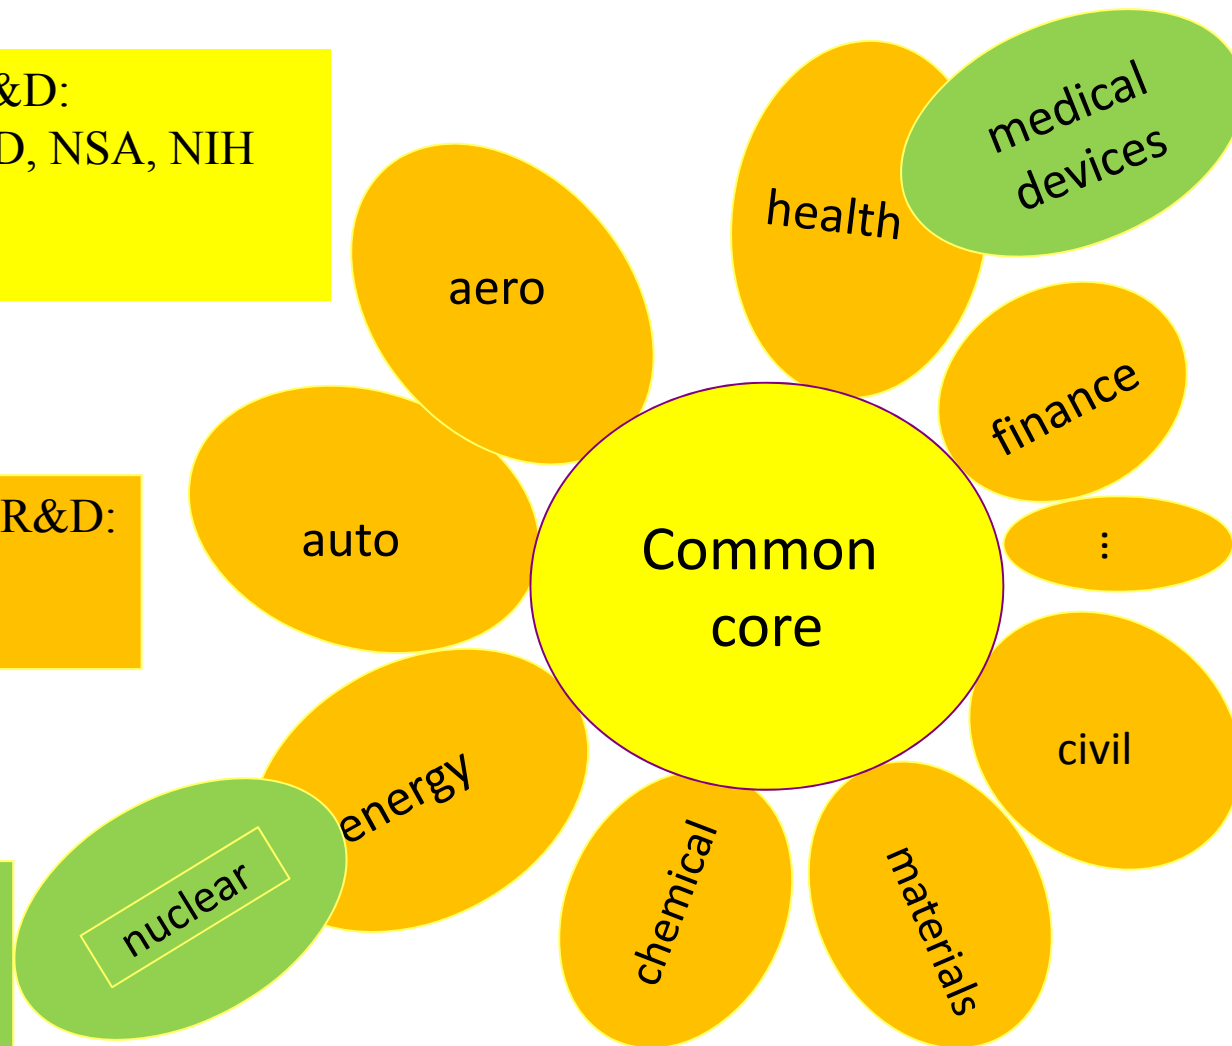 &D:
D, NSA, NIH
medical
devices
health
aero
finance
R&D:
auto
Common
core
⋮
civil
energy
nuclear
chemical
materials